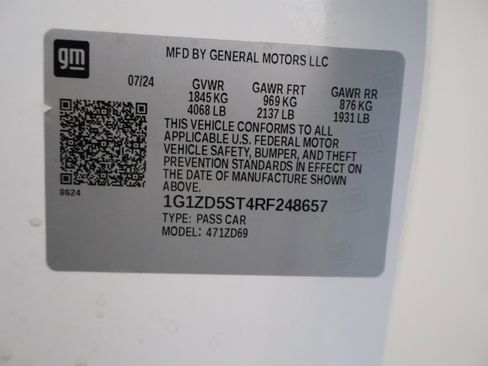 gm
MFD BY GENERAL MOTORS LLC
07/24 GVWR GAWR FRT GAWR RR
1845 KG 969 KG 876 KG
4068 LB 2137 LB 1931 LB
THIS VEHICLE CONFORMS TO ALL
APPLICABLE U.S. FEDERAL MOTOR
VEHICLE SAFETY, BUMPER, AND THEFT
PREVENTION STANDARDS IN EFFECT ON
THE DATE OF MANUFACTURE SHOWN
ABOVE.
8624
1G1ZD5ST4RF248657
TYPE: PASS CAR
MODEL: 471ZD69